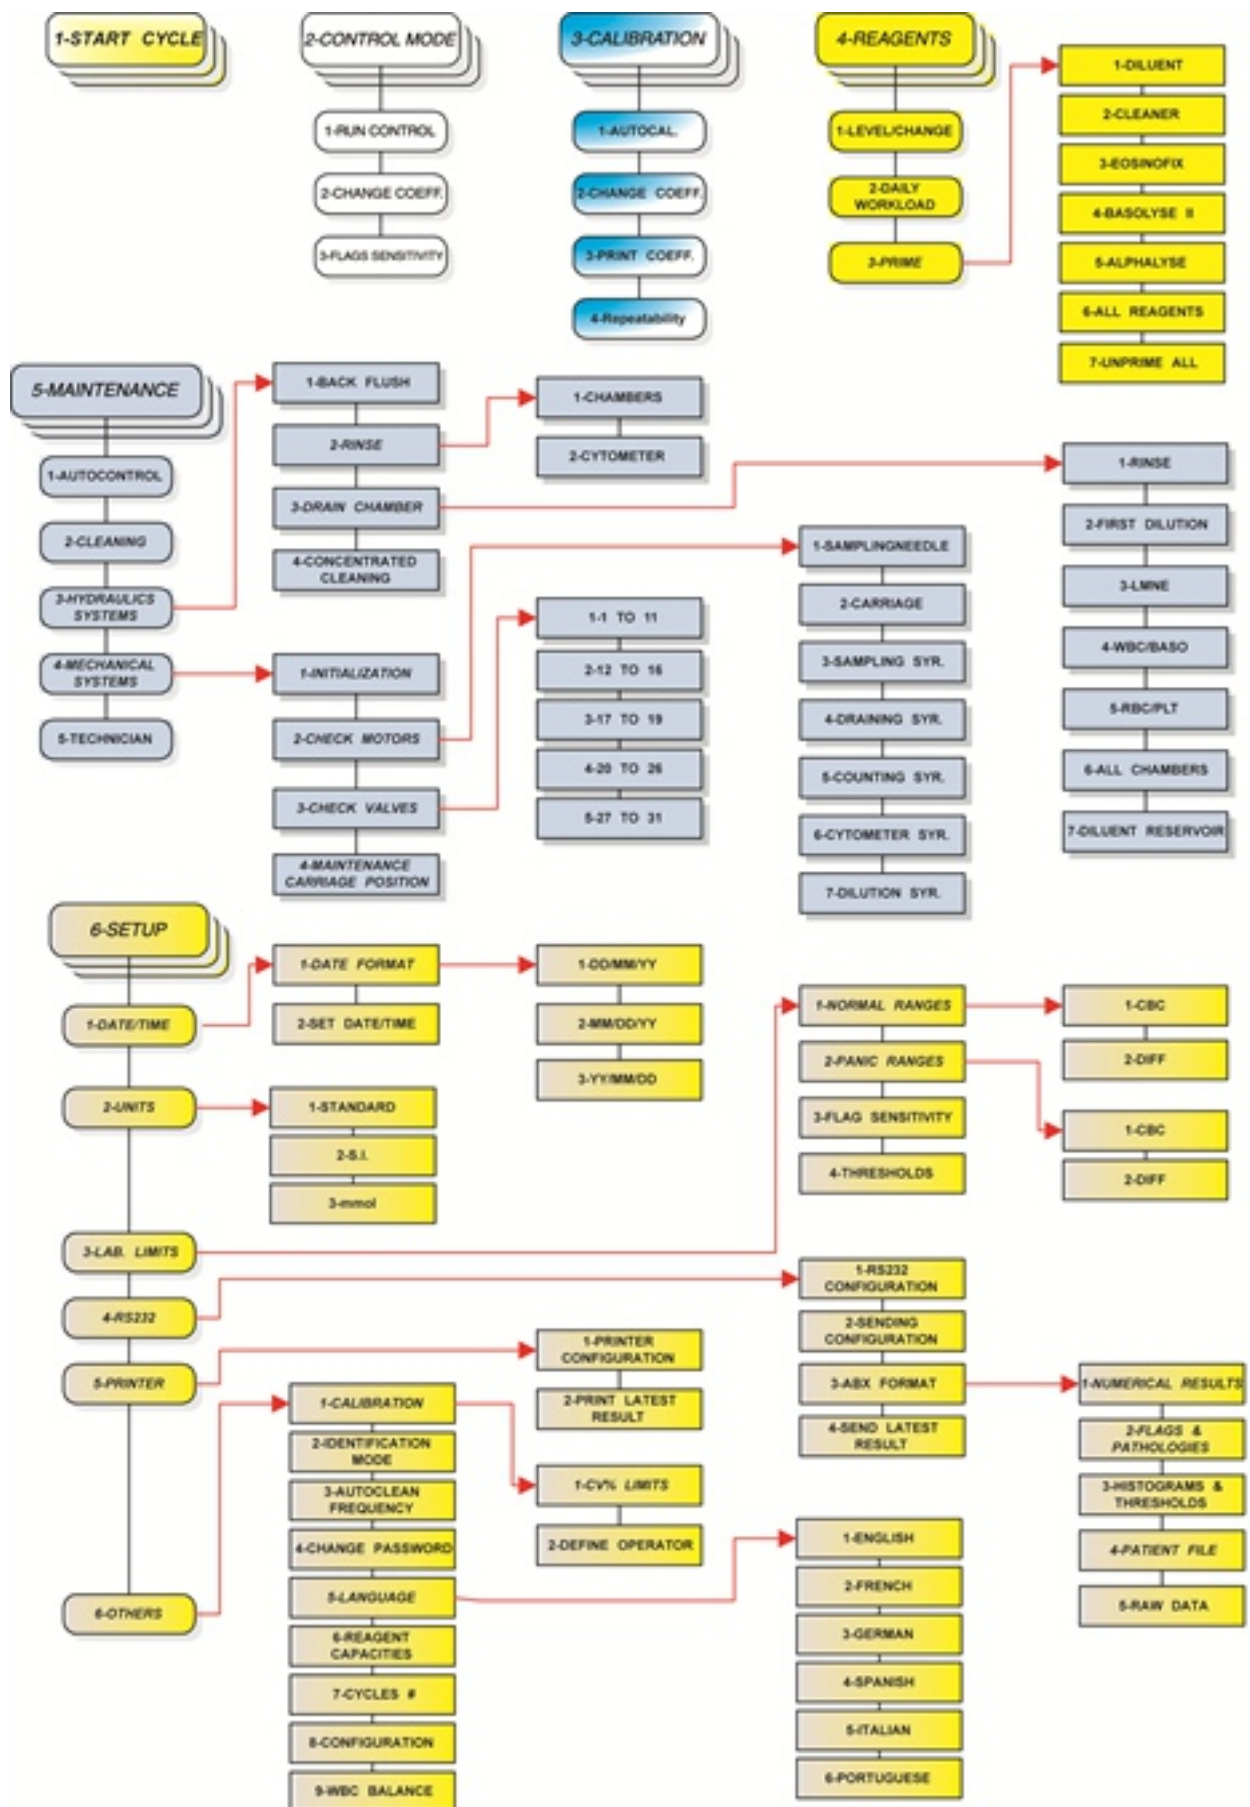 1-START CYCLE
2-CONTROL MODE
1-RUN CONTROL
2-CHANGE COEFF.
3-FLAGS SENSITIVITY
3-CALIBRATION
1-AUTOCAL.
2-CHANGE COEFF.
3-PRINT COEFF.
4-Repeatability
4-REAGENTS
1-LEVEL/CHANGE
2-DAILY
WORKLOAD
3-PRIME
1-DILUENT
2-CLEANER
3-EOSINOFIX
4-BASOLYSE II
5-ALPHALYSE
6-ALL REAGENTS
7-UNPRIME ALL
5-MAINTENANCE
1-AUTOCONTROL
2-CLEANING
3-HYDRAULICS
SYSTEMS
4-MECHANICAL
SYSTEMS
5-TECHNICIAN
1-BACK FLUSH
2-RINSE
3-DRAIN CHAMBER
4-CONCENTRATED
CLEANING
1-CHAMBERS
2-CYTOMETER
1-RINSE
2-FIRST DILUTION
3-LMNE
4-WBC/BASO
5-RBC/PLT
6-ALL CHAMBERS
7-DILUENT RESERVOIR
1-INITIALIZATION
2-CHECK MOTORS
3-CHECK VALVES
4-MAINTENANCE
CARRIAGE POSITION
1-1 TO 11
2-12 TO 16
3-17 TO 19
4-20 TO 26
5-27 TO 31
1-SAMPLINGNEEDLE
2-CARRIAGE
3-SAMPLING SYR.
4-DRAINING SYR.
5-COUNTING SYR.
6-CYTOMETER SYR.
7-DILUTION SYR.
6-SETUP
1-DATE/TIME
2-UNITS
3-LAB. LIMITS
4-RS232
5-PRINTER
6-OTHERS
1-DATE FORMAT
2-SET DATE/TIME
1-DD/MM/YY
2-MM/DD/YY
3-YY/MM/DD
1-STANDARD
2-S.I.
3-mmol
1-NORMAL RANGES
2-PANIC RANGES
3-FLAG SENSITIVITY
4-THRESHOLDS
1-CBC
2-DIFF
1-CBC
2-DIFF
1-RS232
CONFIGURATION
2-SENDING
CONFIGURATION
3-ABX FORMAT
4-SEND LATEST
RESULT
1-NUMERICAL RESULTS
2-FLAGS &
PATHOLOGIES
3-HISTOGRAMS &
THRESHOLDS
4-PATIENT FILE
5-RAW DATA
1-PRINTER
CONFIGURATION
2-PRINT LATEST
RESULT
1-CALIBRATION
2-IDENTIFICATION
MODE
3-AUTOCLEAN
FREQUENCY
4-CHANGE PASSWORD
5-LANGUAGE
6-REAGENT
CAPACITIES
7-CYCLES #
8-CONFIGURATION
9-WBC BALANCE
1-CV% LIMITS
2-DEFINE OPERATOR
1-ENGLISH
2-FRENCH
3-GERMAN
4-SPANISH
5-ITALIAN
6-PORTUGUESE